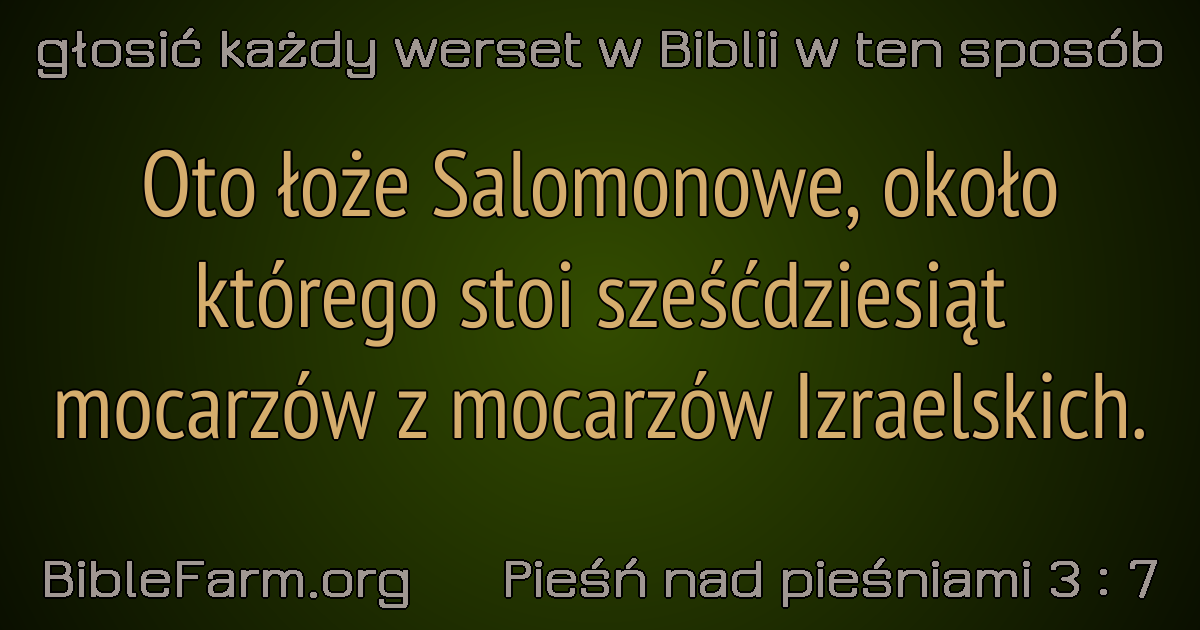 głosić każdy werset w Biblii w ten sposób
Oto łoże Salomonowe, około
którego stoi sześćdziesiąt
mocarzów z mocarzów Izraelskich.
BibleFarm.org Pieśń nad pieśniami 3 : 7